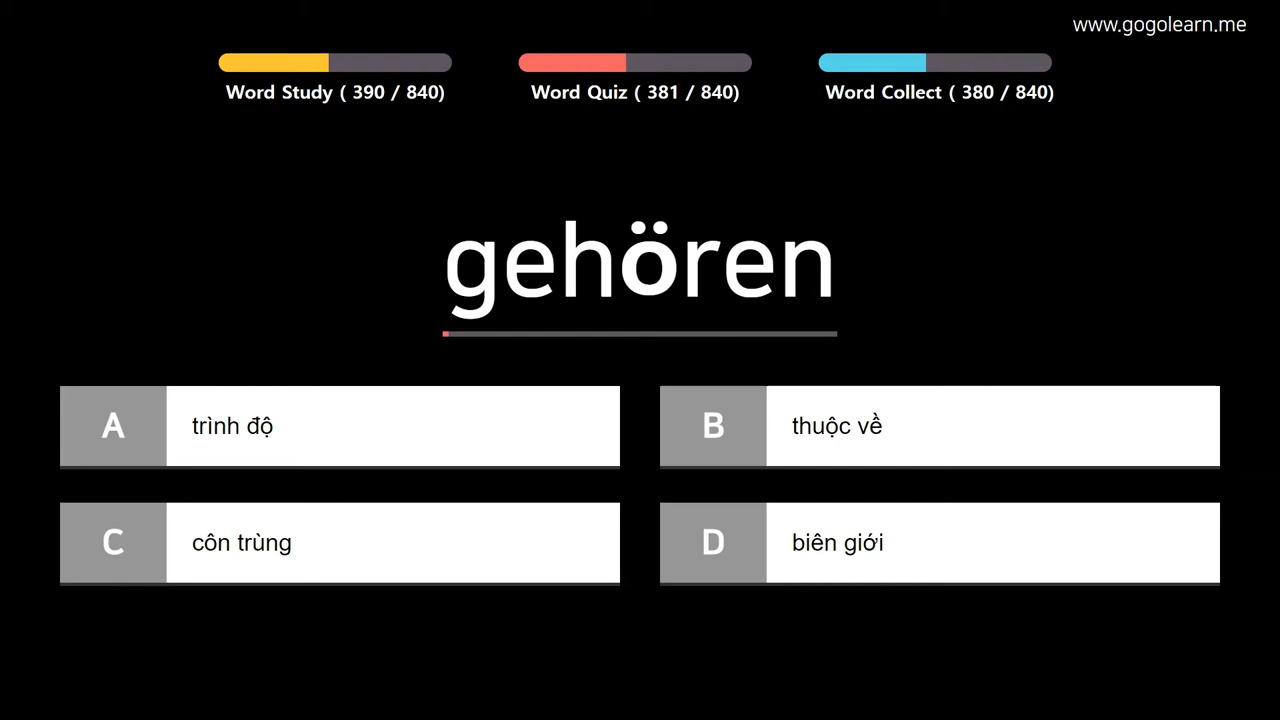 www.gogolearn.me
Word Study ( 390 / 840)
Word Quiz ( 381 / 840)
Word Collect ( 380 / 840)
gehören
A trình độ
B thuộc về
C côn trùng
D biên giới